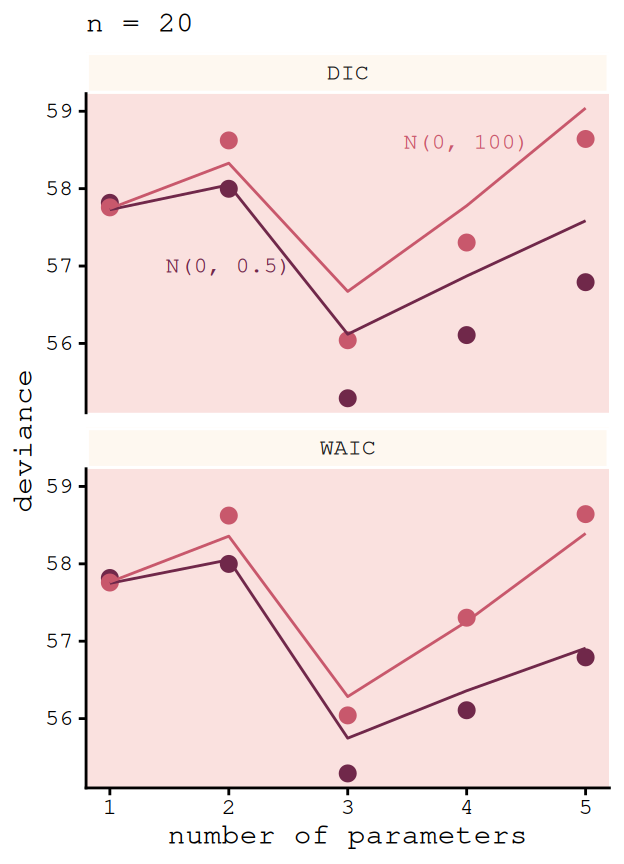 n = 20
DIC
59
58
57
56
N(0, 100)
N(0, 0.5)
deviance
WAIC
59
58
57
56
1 2 3 4 5
number of parameters